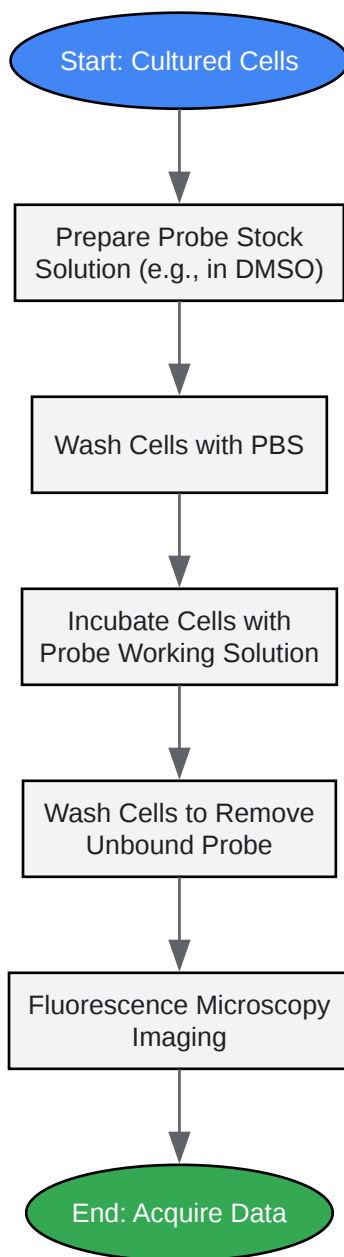 Start: Cultured Cells
Prepare Probe Stock
Solution (e.g., in DMSO)
Wash Cells with PBS
Incubate Cells with
Probe Working Solution
Wash Cells to Remove
Unbound Probe
Fluorescence Microscopy
Imaging
End: Acquire Data